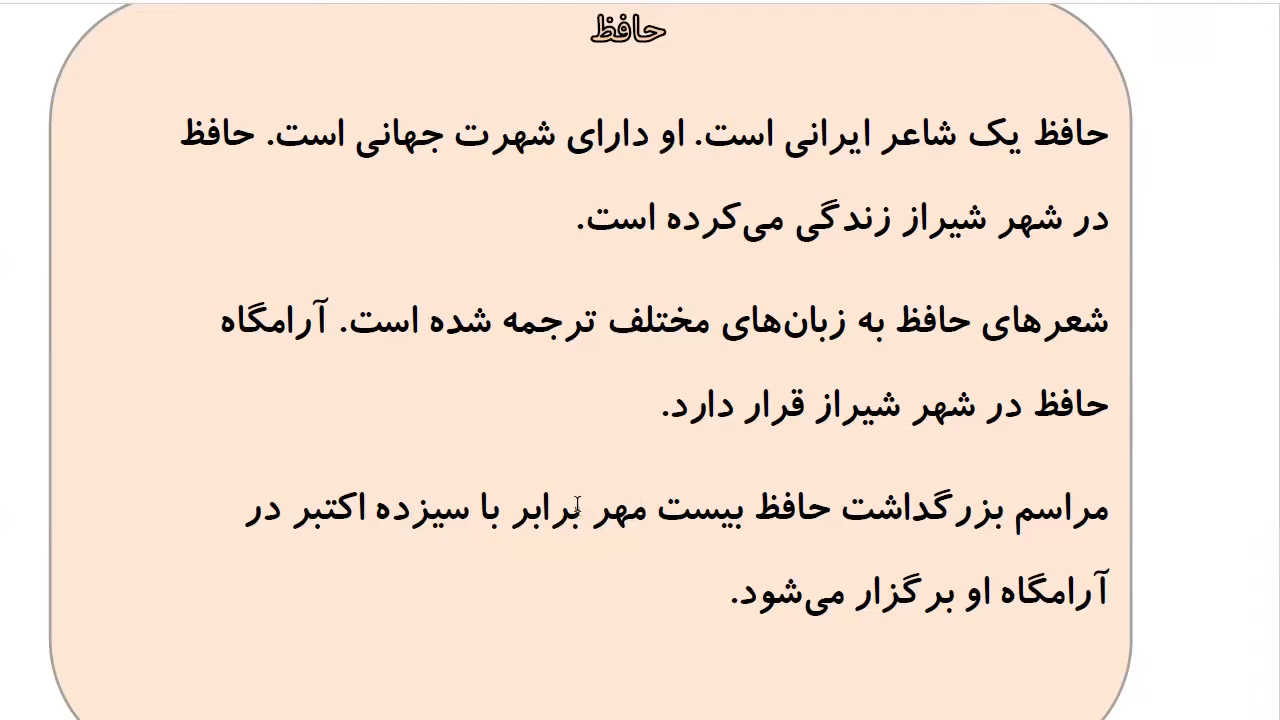 حافظ
حافظ یک شاعر ایرانی است. او دارای شهرت جهانی است. حافظ
در شهر شیراز زندگی می‌کرده است.
شعرهای حافظ به زبان‌های مختلف ترجمه شده است. آرامگاه
حافظ در شهر شیراز قرار دارد.
مراسم بزرگداشت حافظ بیست مهر برابر با سیزده اکتبر در
آرامگاه او برگزار می‌شود.